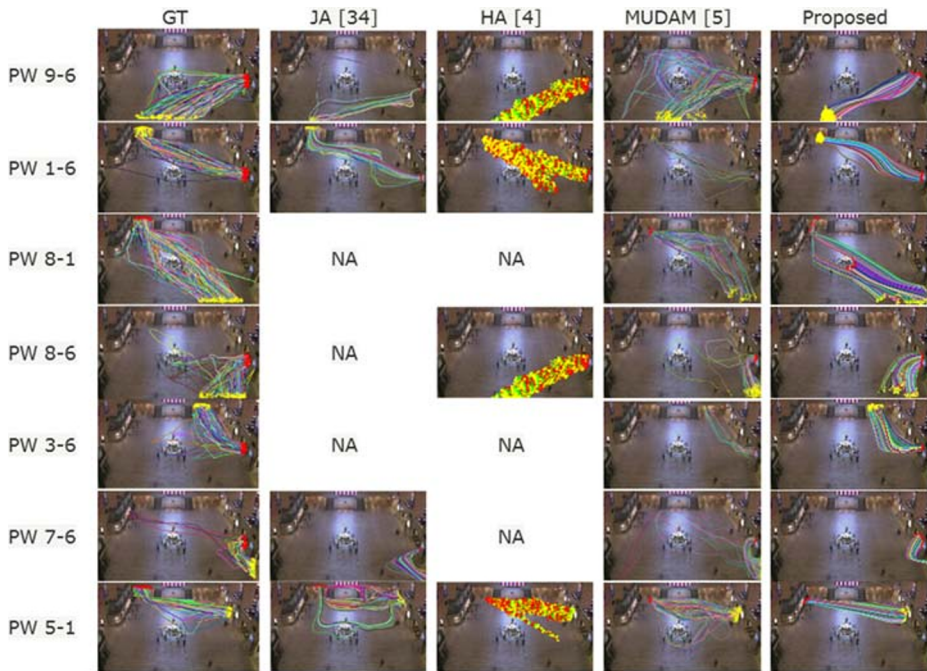 GT JA [34] HA [4] MUDAM [5] Proposed
PW 9-6
PW 1-6
PW 8-1 NA NA
PW 8-6 NA
PW 3-6 NA NA
PW 7-6 NA
PW 5-1